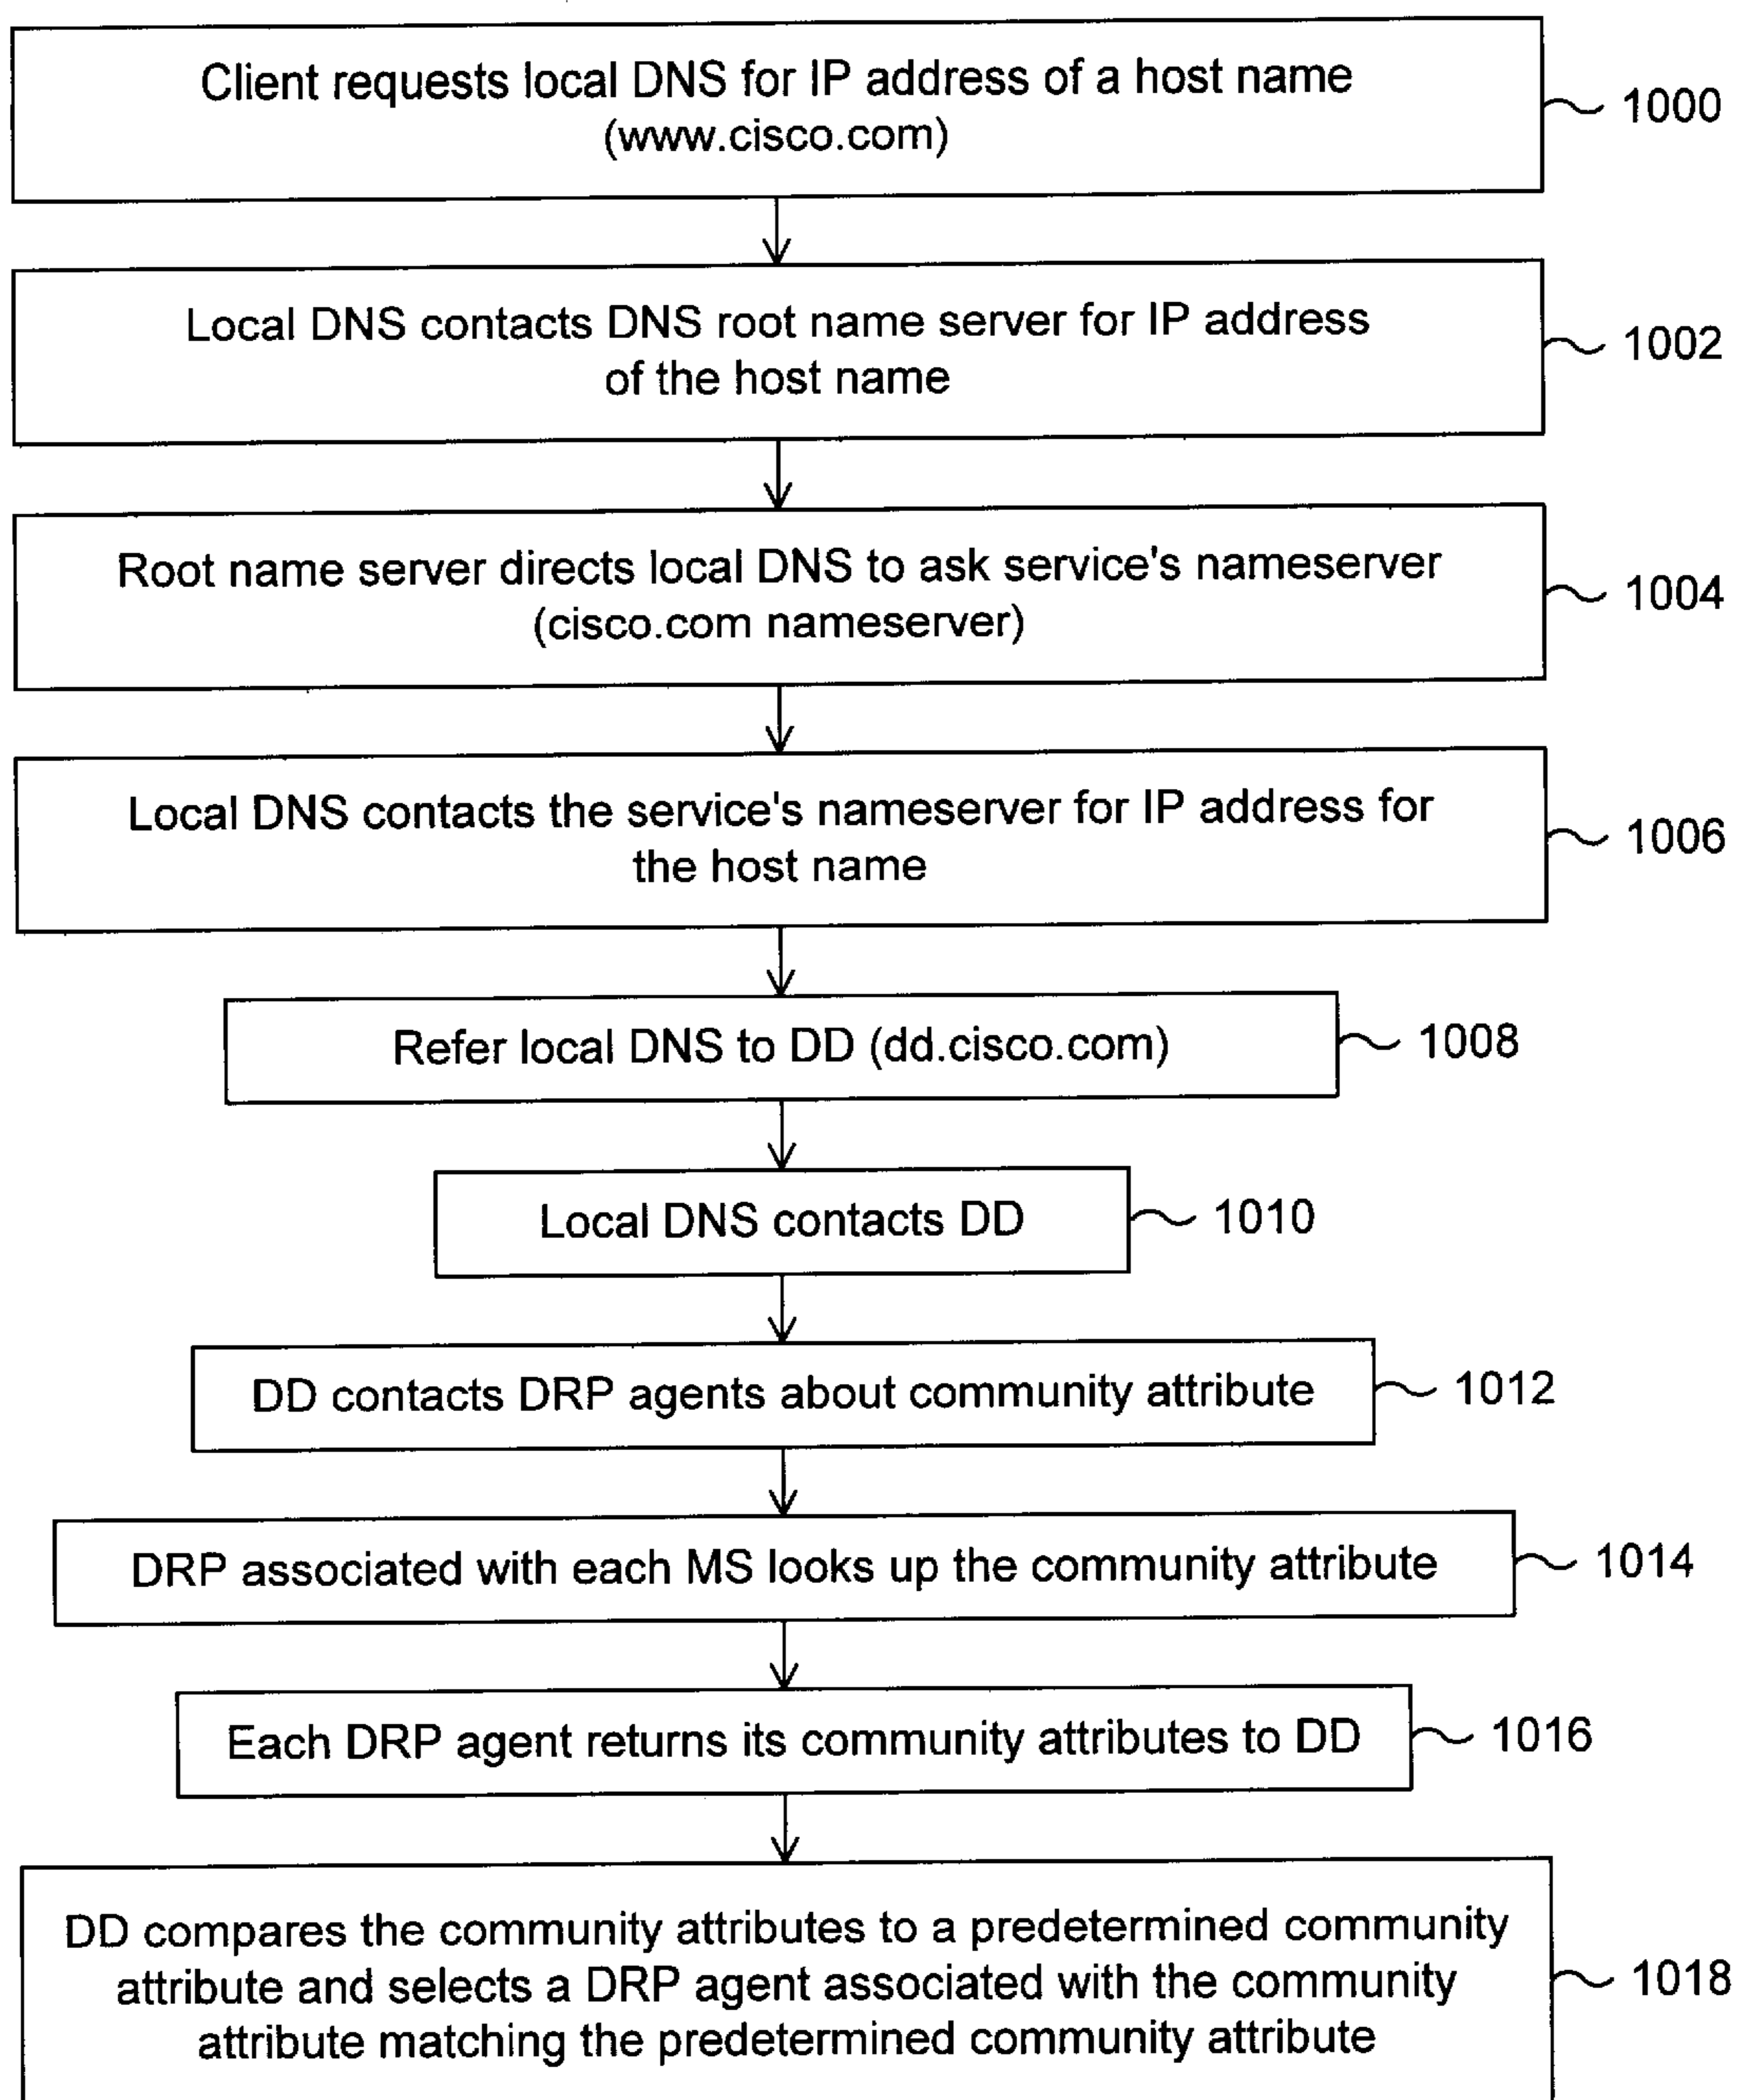 Client requests local DNS for IP address of a host name
(www.cisco.com)
1000
Local DNS contacts DNS root name server for IP address
of the host name
1002
Root name server directs local DNS to ask service's nameserver
(cisco.com nameserver)
1004
Local DNS contacts the service's nameserver for IP address for
the host name
1006
Refer local DNS to DD (dd.cisco.com)
1008
Local DNS contacts DD
1010
DD contacts DRP agents about community attribute
1012
DRP associated with each MS looks up the community attribute
1014
Each DRP agent returns its community attributes to DD
1016
DD compares the community attributes to a predetermined community
attribute and selects a DRP agent associated with the community
attribute matching the predetermined community attribute
1018